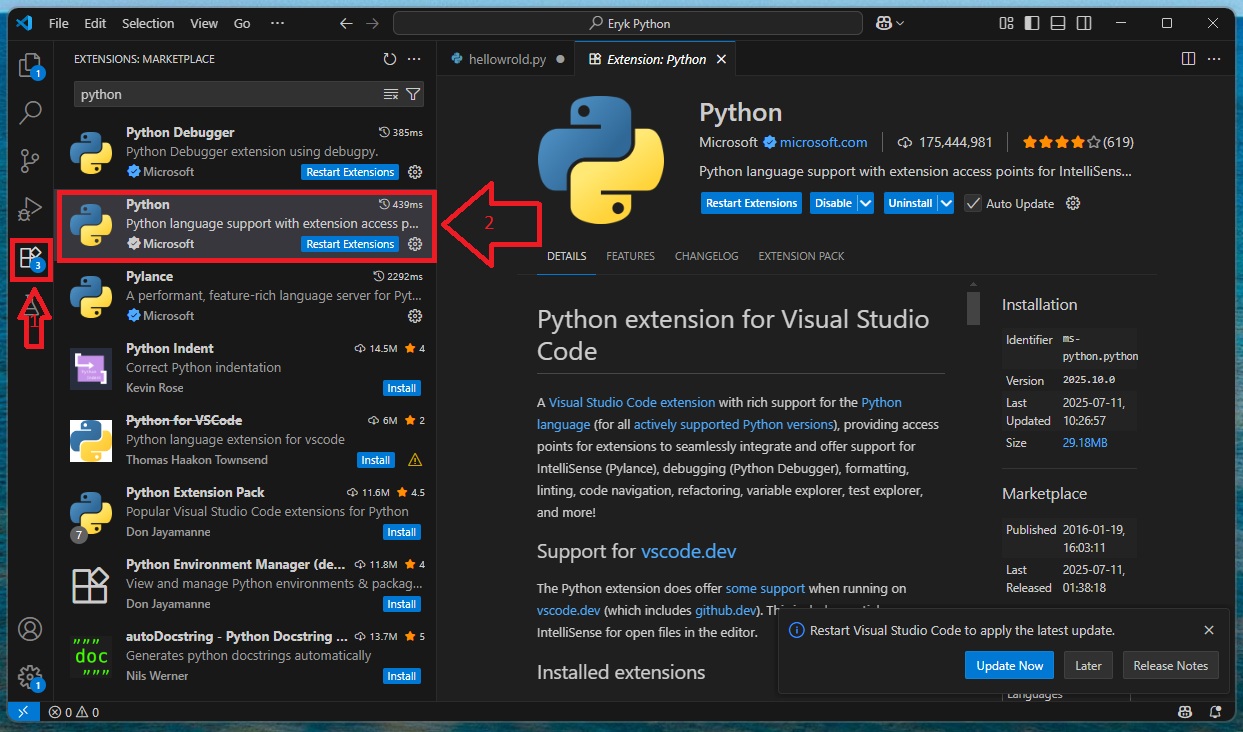 File Edit Selection View Go ··· Eryk Python
EXTENSIONS: MARKETPLACE
python
Python Debugger 385ms
Python Debugger extension using debugpy.
Microsoft Restart Extensions
Python 439ms
Python language support with extension access p...
Microsoft Restart Extensions
Pylance 2292ms
A performant, feature-rich language server for Pyt...
Microsoft
Python Indent 14.5M 4
Correct Python indentation
Kevin Rose Install
Python for VSCode 6M 2
Python language extension for vscode
Thomas Haakon Townsend Install
Python Extension Pack 11.6M 4.5
Popular Visual Studio Code extensions for Python
Don Jayamanne Install
7
Python Environment Manager (de... 11.8M 4
View and manage Python environments & packag...
Don Jayamanne Install
autoDocstring - Python Docstring ... 13.7M 5
Generates python docstrings automatically
Nils Werner Install
"""
doc
"""
1
3
1
1
2
hellowrold.py
Extension: Python
Python
Microsoft microsoft.com 175,444,981 (619)
Python language support with extension access points for IntelliSens...
Restart Extensions Disable Uninstall Auto Update
DETAILS FEATURES CHANGELOG EXTENSION PACK
Python extension for Visual Studio
Code
A Visual Studio Code extension with rich support for the Python
language (for all actively supported Python versions), providing access
points for extensions to seamlessly integrate and offer support for
IntelliSense (Pylance), debugging (Python Debugger), formatting,
linting, code navigation, refactoring, variable explorer, test explorer,
and more!
Support for vscode.dev
The Python extension does offer some support when running on
vscode.dev (which includes github.dev).
IntelliSense for open files in the editor.
Installed extensions
Installation
Identifier ms-
python.python
Version 2025.10.0
Last 2025-07-11,
Updated 10:26:57
Size 29.18MB
Marketplace
Published 2016-01-19,
16:03:11
Last 2025-07-11,
Released 01:38:18
Languages
Restart Visual Studio Code to apply the latest update.
Update Now Later Release Notes
0 0